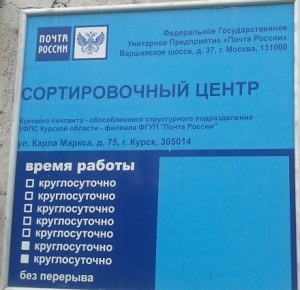 ПОЧТА
РОССИИ
Федеральное Государственное
Унитарное Предприятие «Почта России»
Варшавское шоссе, д. 37, г. Москва, 131000
СОРТИРОВОЧНЫЙ ЦЕНТР
Курского почтамта - обособленного структурного подразделения
УФПС Курской области - филиала ФГУП "Почта России"
ул. Карла Маркса, д. 75, г. Курск, 305014
время работы
круглосуточно
круглосуточно
круглосуточно
круглосуточно
круглосуточно
круглосуточно
круглосуточно
без перерыва